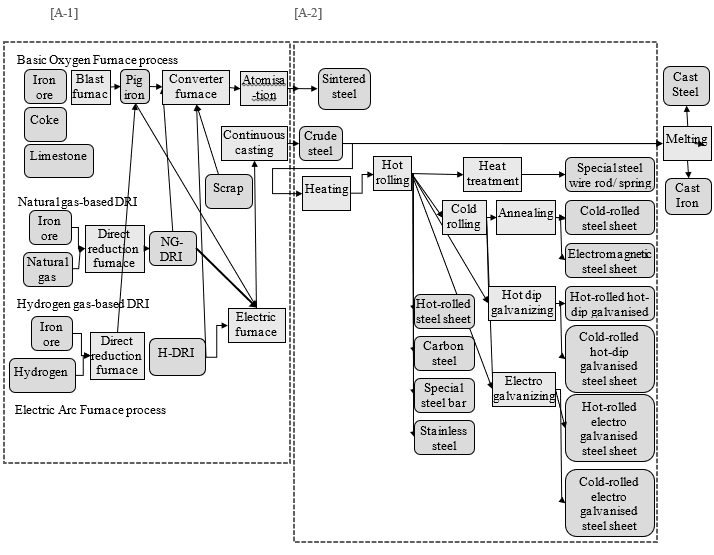 [A-1]
[A-2]
Basic Oxygen Furnace process
Iron
ore
Blast
furnac
Pig
iron
Converter
furnace
Atomisa
-tion
Sintered
steel
Cast
Steel
Coke
Limestone
Continuous
casting
Crude
steel
Melting
Scrap
Heating
Hot
rolling
Heat
treatment
Special steel
wire rod/ spring
Cast
Iron
Natural gas-based DRI
Iron
ore
Natural
gas
Direct
reduction
furnace
NG-
DRI
Cold
rolling
Annealing
Cold-rolled
steel sheet
Electromagnetic
steel sheet
Hydrogen gas-based DRI
Iron
ore
Hydrogen
Direct
reduction
furnace
H-DRI
Electric
furnace
Hot-rolled
steel sheet
Hot dip
galvanizing
Hot-rolled hot-
dip galvanised
Carbon
steel
Cold-rolled
hot-dip
galvanised
steel sheet
Special
steel bar
Electro
galvanizing
Hot-rolled
electro
galvanised
steel sheet
Stainless
steel
Cold-rolled
electro
galvanised
steel sheet
Electric Arc Furnace process